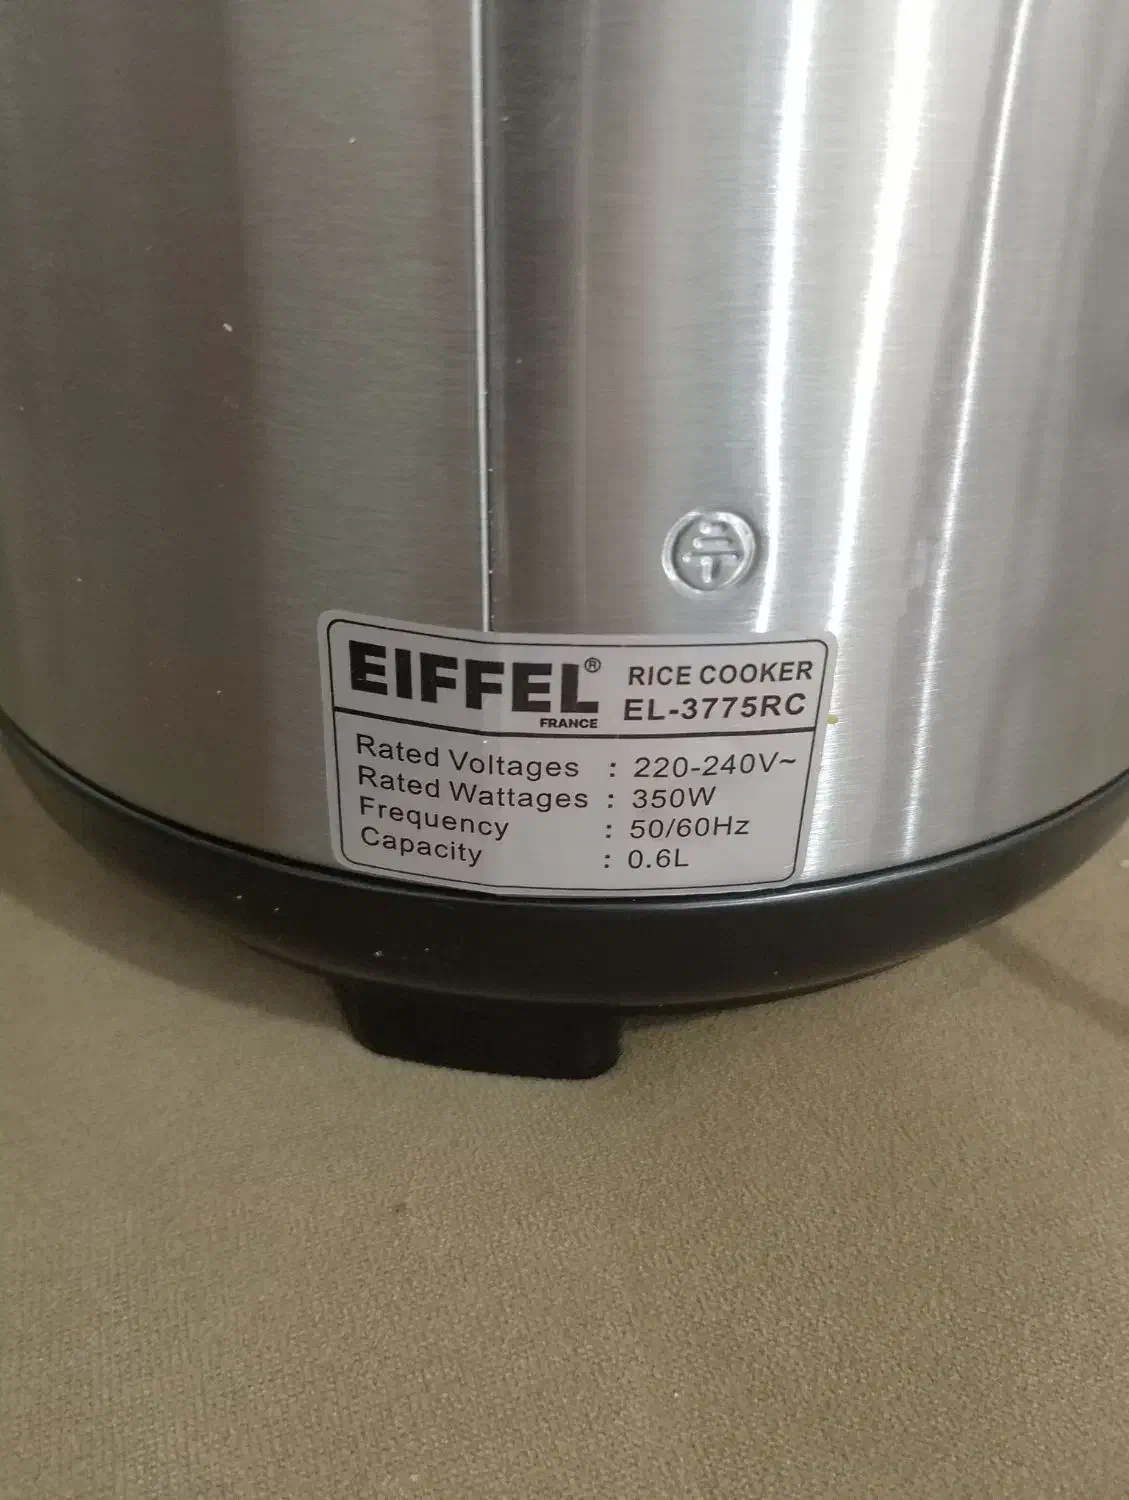 EIFFEL®
FRANCE
RICE COOKER
EL-3775RC
Rated Voltages : 220-240V~
Rated Wattages : 350W
Frequency : 50/60Hz
Capacity : 0.6L